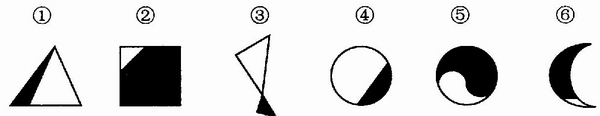 ① ② ③ ④ ⑤ ⑥